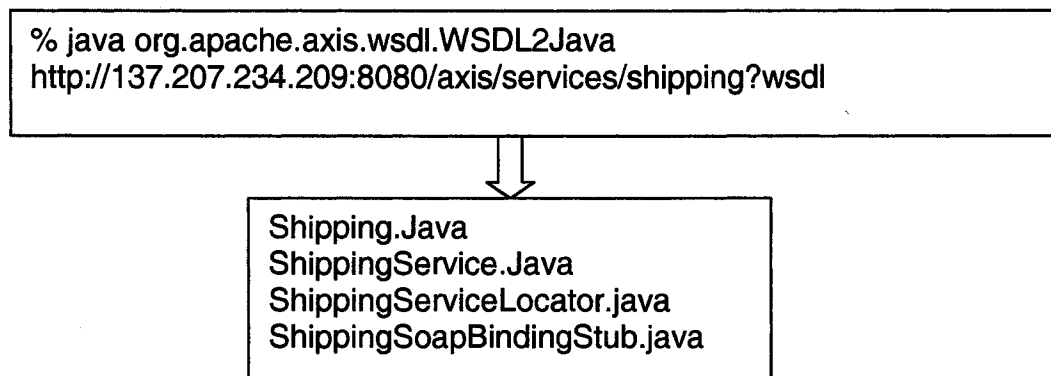 % java org.apache.axis.wsdl.WSDL2Java
http://137.207.234.209:8080/axis/services/shipping?wsdl
Shipping.Java
ShippingService.Java
ShippingServiceLocator.java
ShippingSoapBindingStub.java